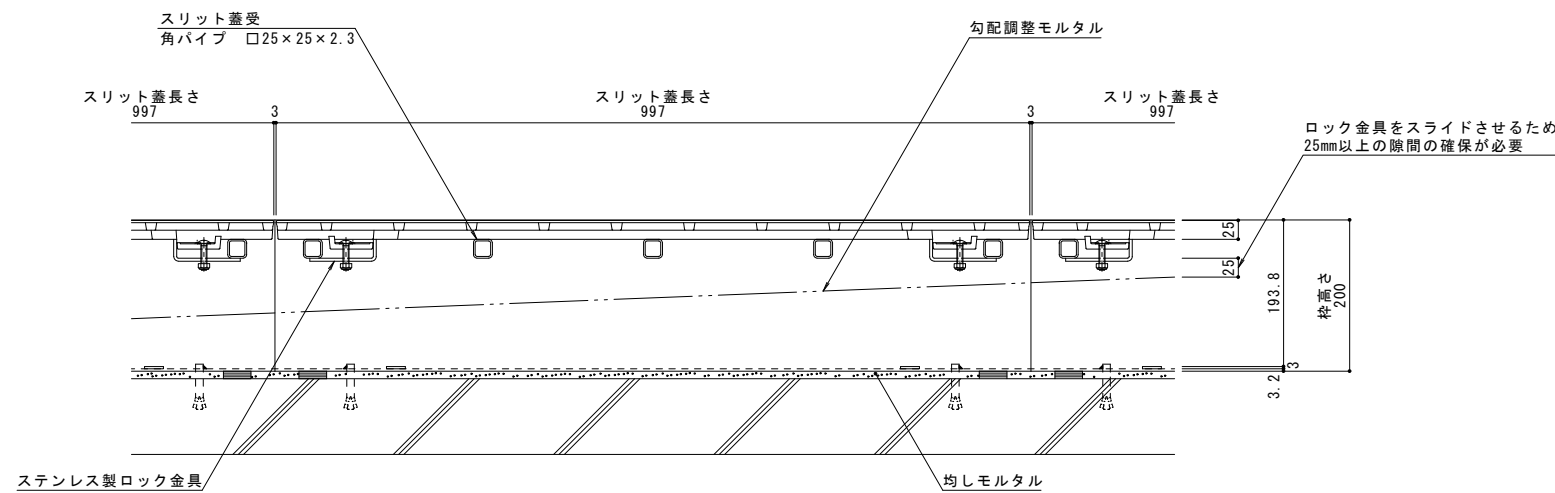 スリット蓋受
角パイプ　□25×25×2.3
勾配調整モルタル
スリット蓋長さ
997
3
スリット蓋長さ
997
3
スリット蓋長さ
997
ロック金具をスライドさせるため
25mm以上の隙間の確保が必要
25
25
193.8
枠高さ
200
3
3.2
ステンレス製ロック金具
均しモルタル